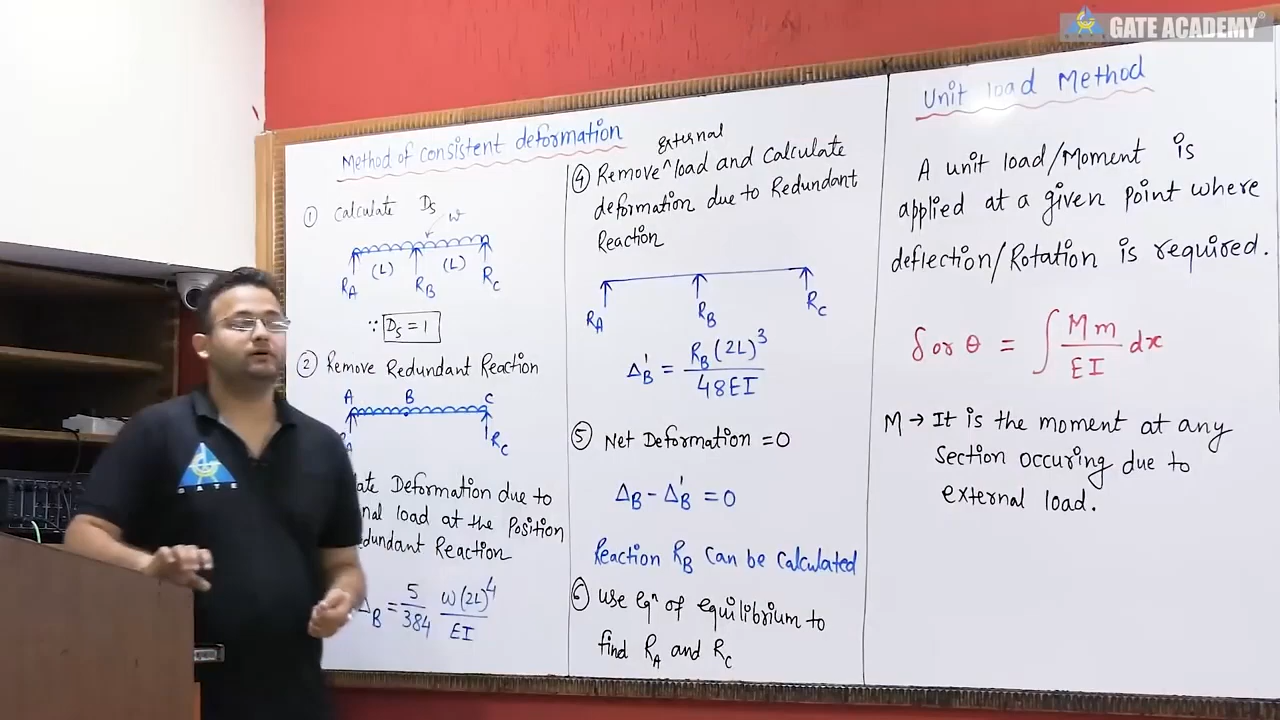 GATE ACADEMY
Method of consistent deformation
① Calculate Ds
w
(L) (L)
RA RB RC
∵ Ds = 1
② Remove Redundant Reaction
A B C
A RC
ate Deformation due to
nal load at the Position
dundant Reaction
ΔB = 5/384 w(2L)^4/EI
external
④ Remove ^ load and Calculate
deformation due to Redundant
Reaction
RA RB RC
Δ'B = RB(2L)^3/48EI
⑤ Net Deformation = 0
ΔB - Δ'B = 0
Reaction RB Can be Calculated
⑥ Use eqⁿ of equilibrium to
find RA and RC
Unit load Method
A unit load/Moment is
applied at a given point where
deflection/Rotation is required.
δ or θ = ∫ Mm/EI dx
M → It is the moment at any
Section occuring due to
external load.
GATE